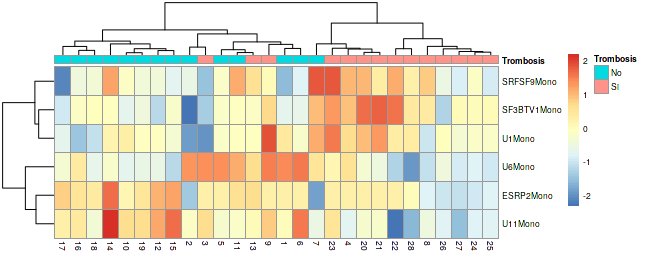 Trombosis
SRFSF9Mono
SF3BTV1Mono
U1Mono
U6Mono
ESRP2Mono
U11Mono
17 16 18 14 10 19 12 15 2 3 5 11 13 9 1 6 7 23 4 20 21 22 28 8 26 27 24 25
2
1
0
-1
-2
Trombosis
No
SI